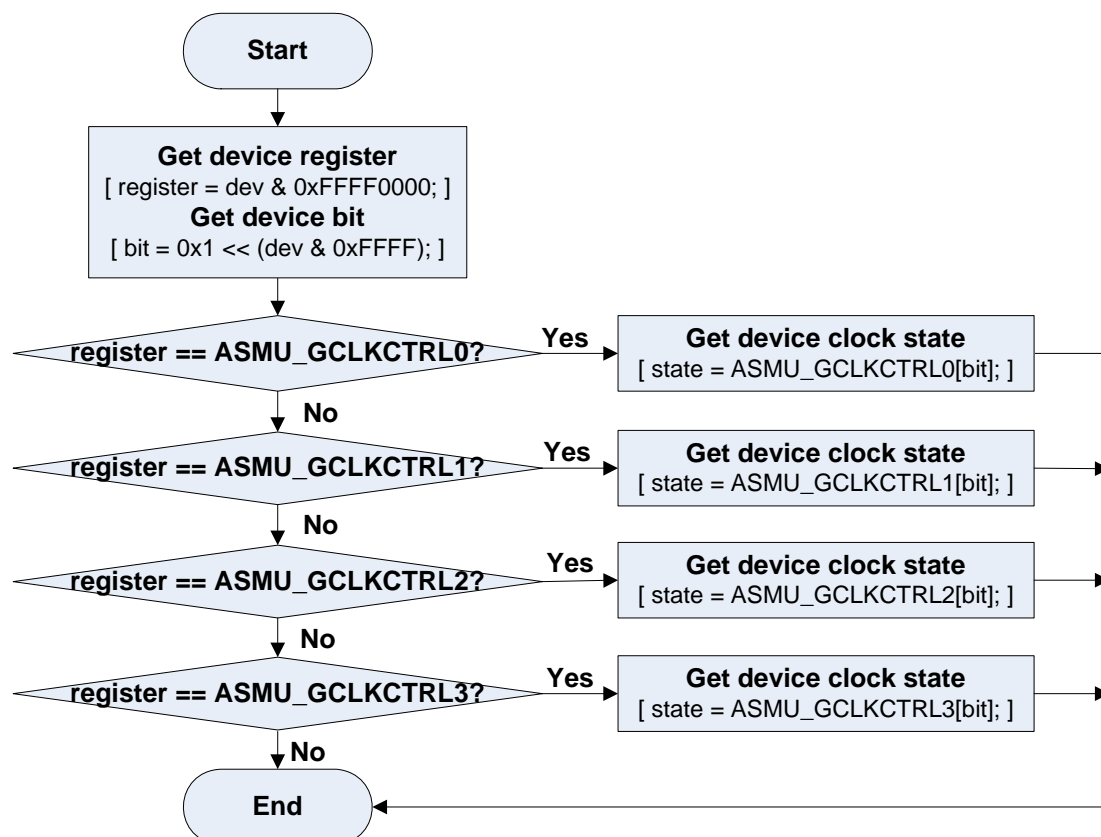 Start
Get device register
[ register = dev & 0xFFFF0000; ]
Get device bit
[ bit = 0x1 << (dev & 0xFFFF); ]
register == ASMU_GCLKCTRL0?
Yes
Get device clock state
[ state = ASMU_GCLKCTRL0[bit]; ]
No
register == ASMU_GCLKCTRL1?
Yes
Get device clock state
[ state = ASMU_GCLKCTRL1[bit]; ]
No
register == ASMU_GCLKCTRL2?
Yes
Get device clock state
[ state = ASMU_GCLKCTRL2[bit]; ]
No
register == ASMU_GCLKCTRL3?
Yes
Get device clock state
[ state = ASMU_GCLKCTRL3[bit]; ]
No
End